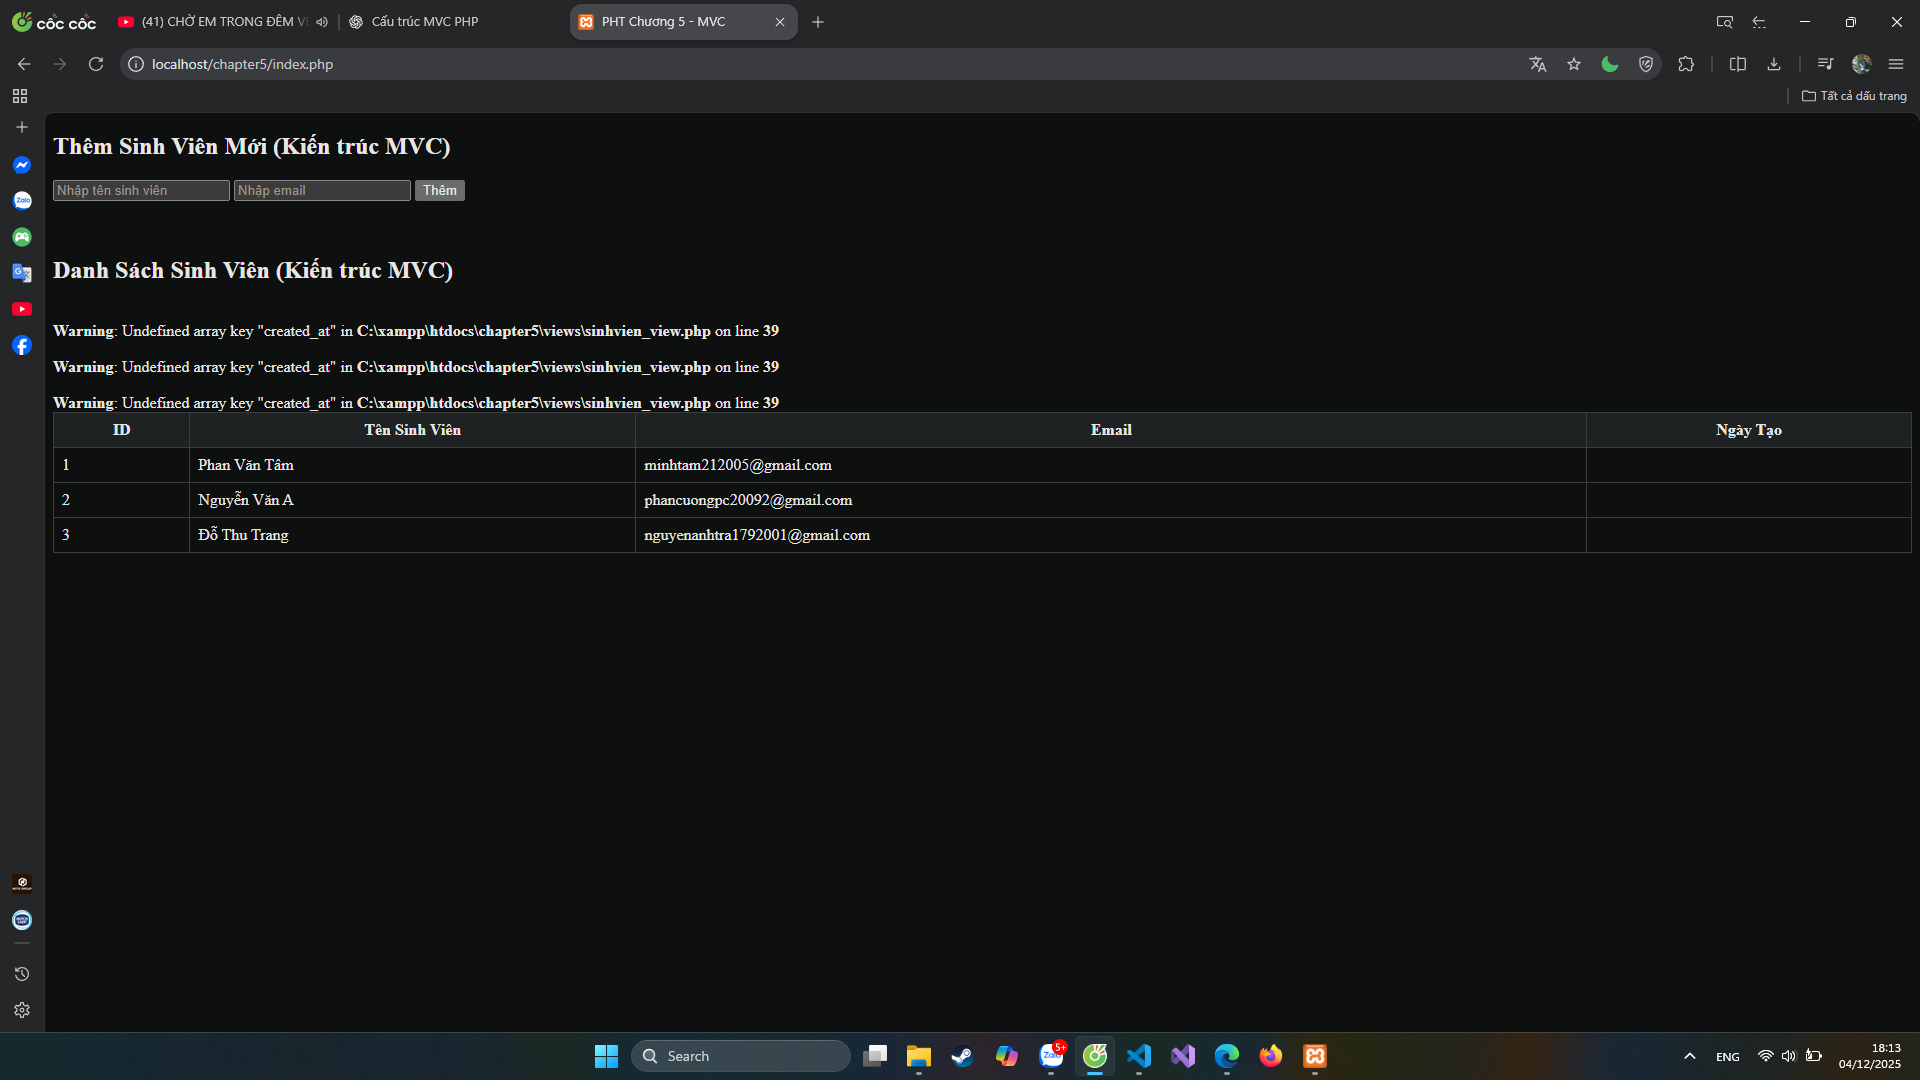 cốc cốc
(41) CHỜ EM TRONG ĐÊM V
Cấu trúc MVC PHP
PHT Chương 5 - MVC
localhost/chapter5/index.php
Tất cả dấu trang
Thêm Sinh Viên Mới (Kiến trúc MVC)
Nhập tên sinh viên
Nhập email
Thêm
Danh Sách Sinh Viên (Kiến trúc MVC)
Warning: Undefined array key "created_at" in C:\xampp\htdocs\chapter5\views\sinhvien_view.php on line 39
Warning: Undefined array key "created_at" in C:\xampp\htdocs\chapter5\views\sinhvien_view.php on line 39
Warning: Undefined array key "created_at" in C:\xampp\htdocs\chapter5\views\sinhvien_view.php on line 39
ID Tên Sinh Viên Email Ngày Tạo
1 Phan Văn Tâm minhtam212005@gmail.com
2 Nguyễn Văn A phancuongpc20092@gmail.com
3 Đỗ Thu Trang nguyenanhtra1792001@gmail.com
Zalo
Search
Zalo
5+
ENG
18:13
04/12/2025